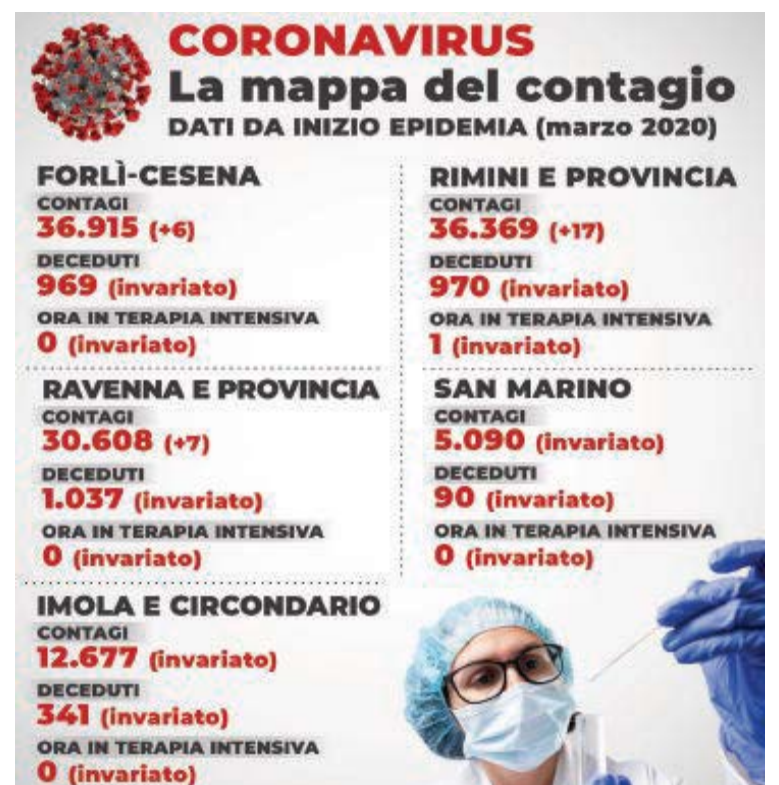 CORONAVIRUS
La mappa del contagio
DATI DA INIZIO EPIDEMIA (marzo 2020)
FORLÌ-CESENA
CONTAGI
36.915 (+6)
DECEDUTI
969 (invariato)
ORA IN TERAPIA INTENSIVA
0 (invariato)
RIMINI E PROVINCIA
CONTAGI
36.369 (+17)
DECEDUTI
970 (invariato)
ORA IN TERAPIA INTENSIVA
1 (invariato)
RAVENNA E PROVINCIA
CONTAGI
30.608 (+7)
DECEDUTI
1.037 (invariato)
ORA IN TERAPIA INTENSIVA
0 (invariato)
SAN MARINO
CONTAGI
5.090 (invariato)
DECEDUTI
90 (invariato)
ORA IN TERAPIA INTENSIVA
0 (invariato)
IMOLA E CIRCONDARIO
CONTAGI
12.677 (invariato)
DECEDUTI
341 (invariato)
ORA IN TERAPIA INTENSIVA
0 (invariato)